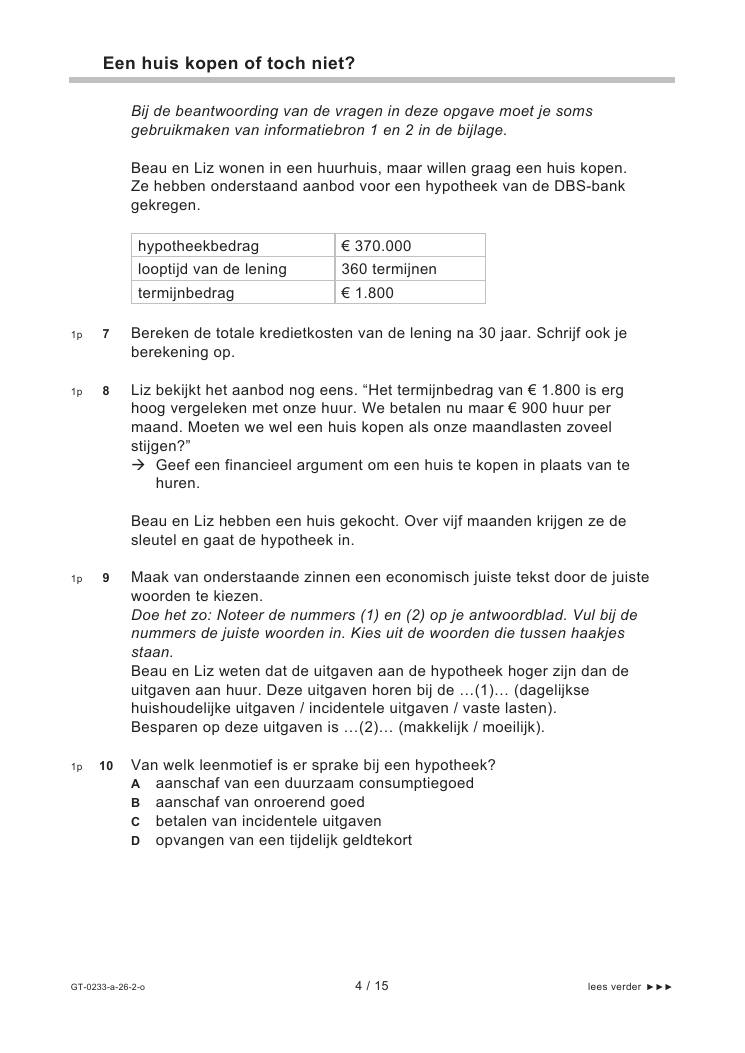 Een huis kopen of toch niet?
Bij de beantwoording van de vragen in deze opgave moet je soms
gebruikmaken van informatiebron 1 en 2 in de bijlage.
Beau en Liz wonen in een huurhuis, maar willen graag een huis kopen.
Ze hebben onderstaand aanbod voor een hypotheek van de DBS-bank
gekregen.
hypotheekbedrag € 370.000
looptijd van de lening 360 termijnen
termijnbedrag € 1.800
1p 7 Bereken de totale kredietkosten van de lening na 30 jaar. Schrijf ook je
berekening op.
1p 8 Liz bekijkt het aanbod nog eens. “Het termijnbedrag van € 1.800 is erg
hoog vergeleken met onze huur. We betalen nu maar € 900 huur per
maand. Moeten we wel een huis kopen als onze maandlasten zoveel
stijgen?”
→ Geef een financieel argument om een huis te kopen in plaats van te
huren.
Beau en Liz hebben een huis gekocht. Over vijf maanden krijgen ze de
sleutel en gaat de hypotheek in.
1p 9 Maak van onderstaande zinnen een economisch juiste tekst door de juiste
woorden te kiezen.
Doe het zo: Noteer de nummers (1) en (2) op je antwoordblad. Vul bij de
nummers de juiste woorden in. Kies uit de woorden die tussen haakjes
staan.
Beau en Liz weten dat de uitgaven aan de hypotheek hoger zijn dan de
uitgaven aan huur. Deze uitgaven horen bij de …(1)… (dagelijkse
huishoudelijke uitgaven / incidentele uitgaven / vaste lasten).
Besparen op deze uitgaven is …(2)… (makkelijk / moeilijk).
1p 10 Van welk leenmotief is er sprake bij een hypotheek?
A aanschaf van een duurzaam consumptiegoed
B aanschaf van onroerend goed
C betalen van incidentele uitgaven
D opvangen van een tijdelijk geldtekort
GT-0233-a-26-2-o 4 / 15 lees verder ►►►